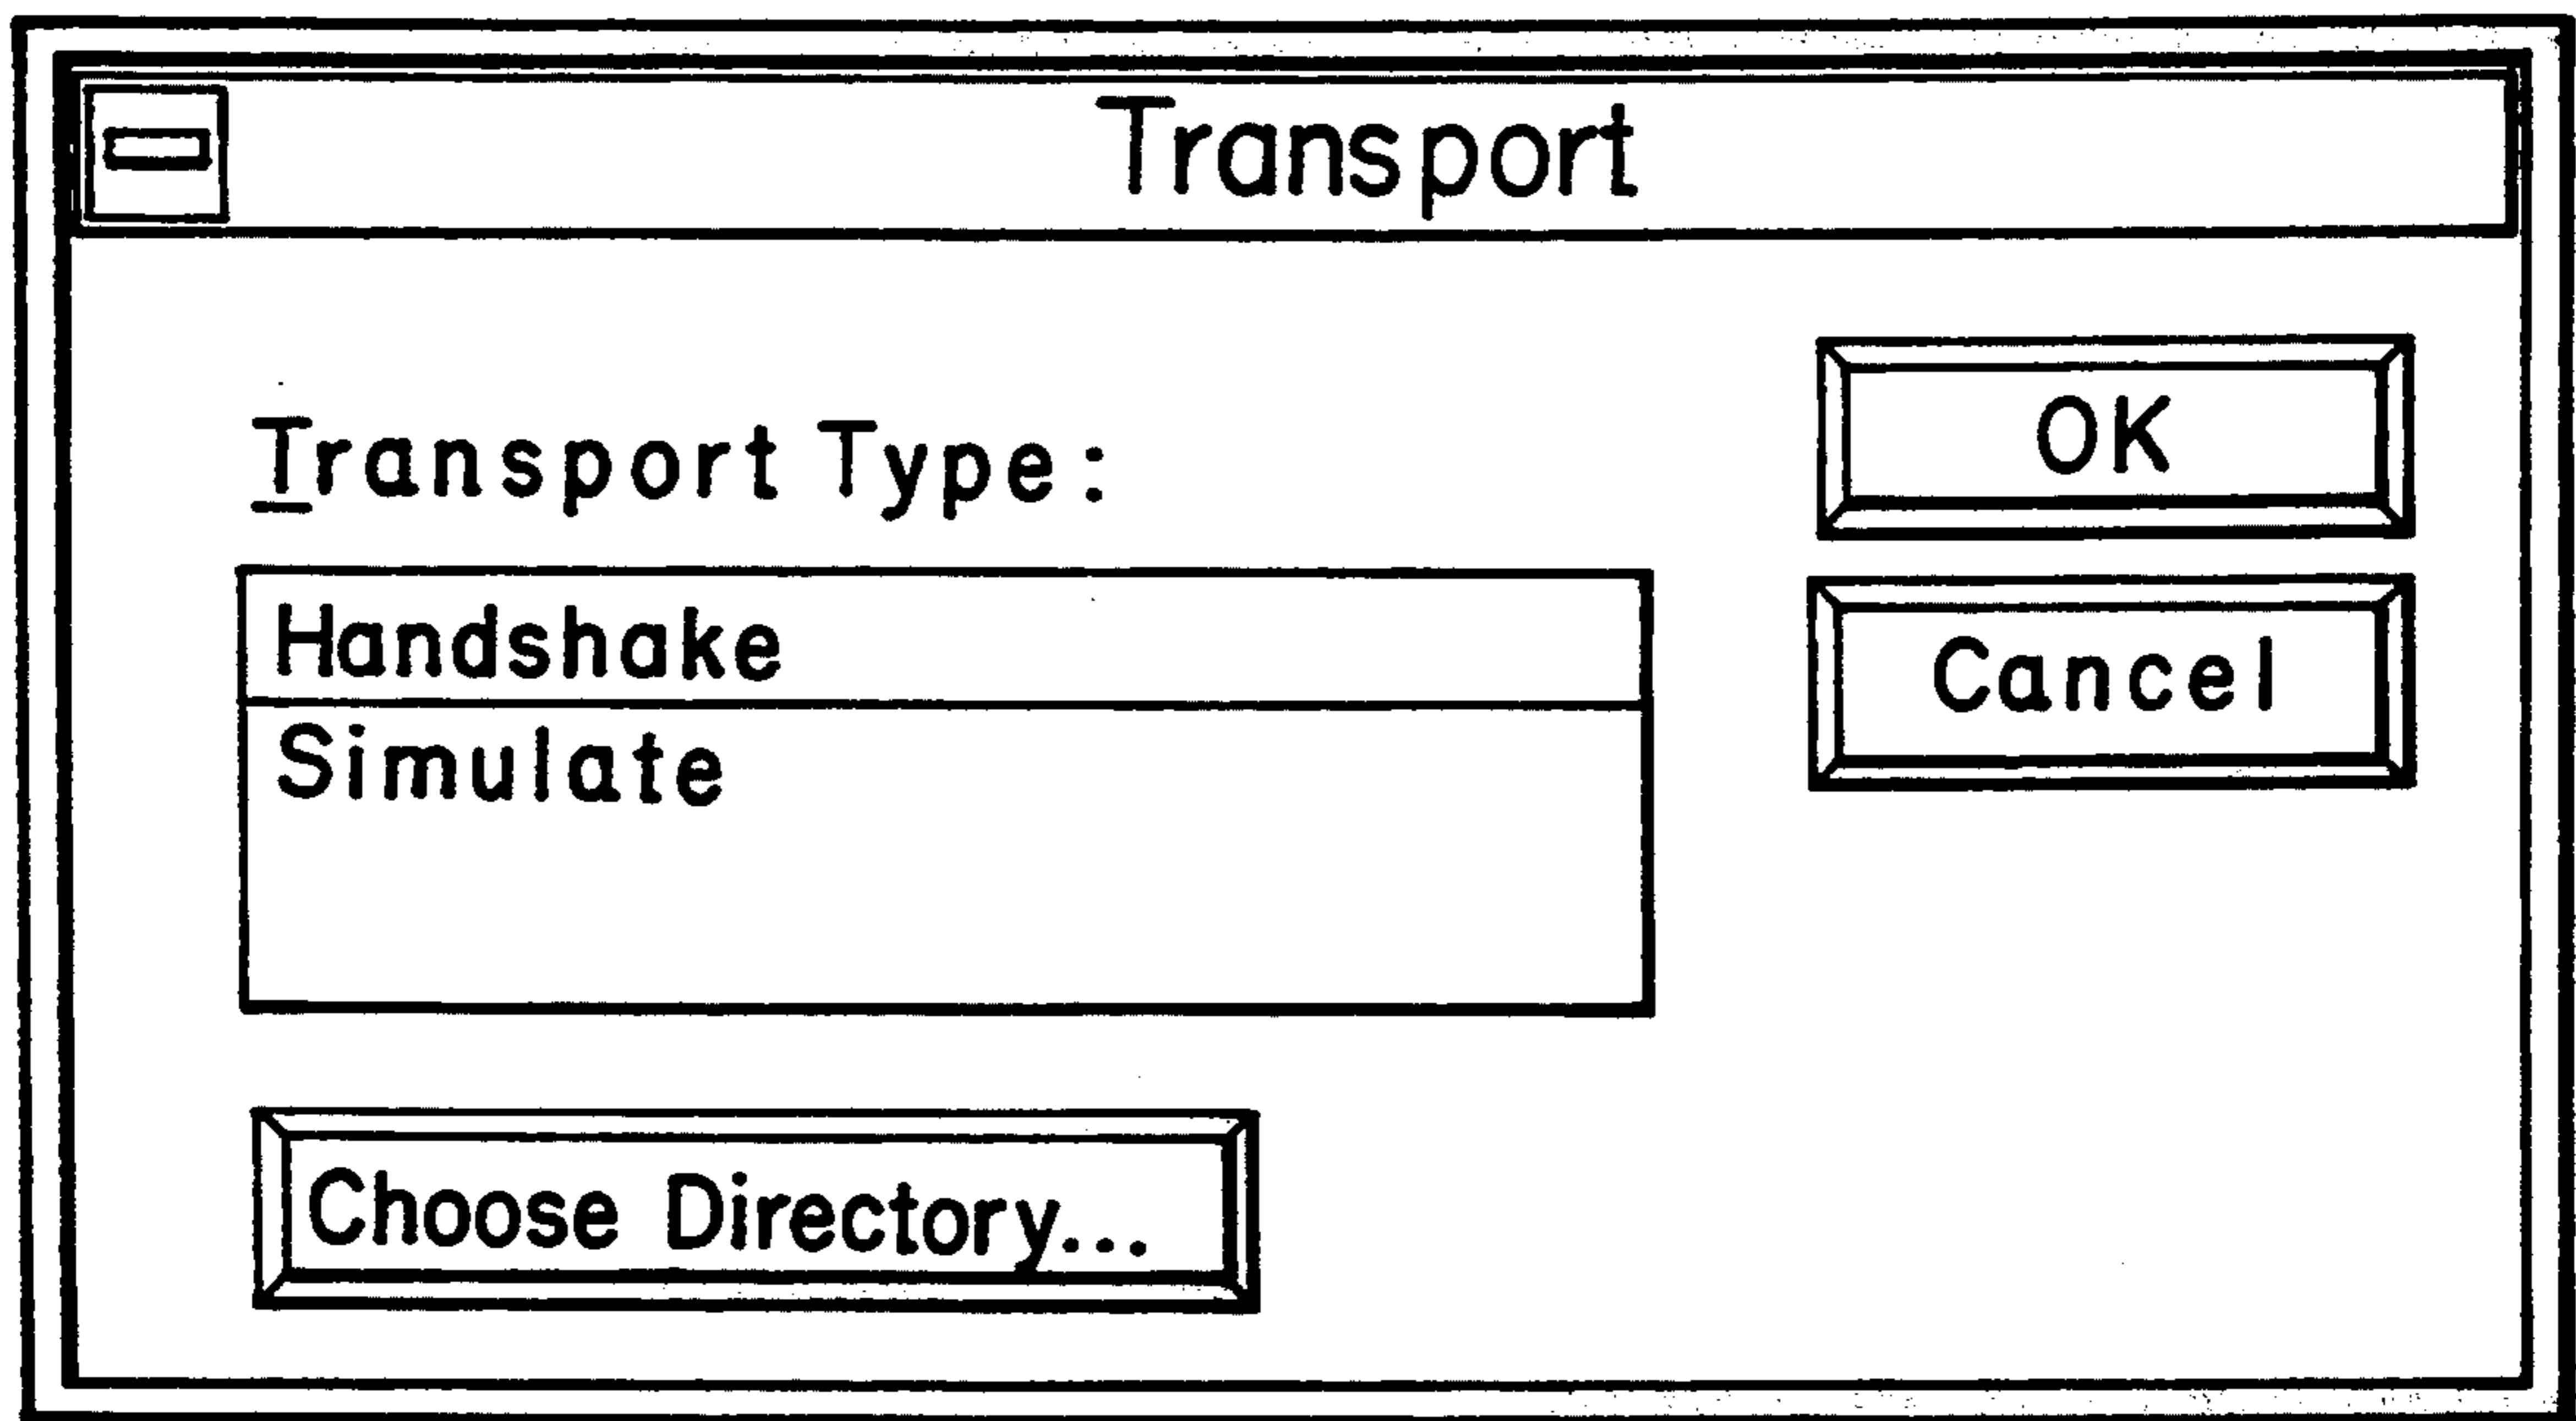 Transport
Transport Type:
OK
Handshake
Cancel
Simulate
Choose Directory...